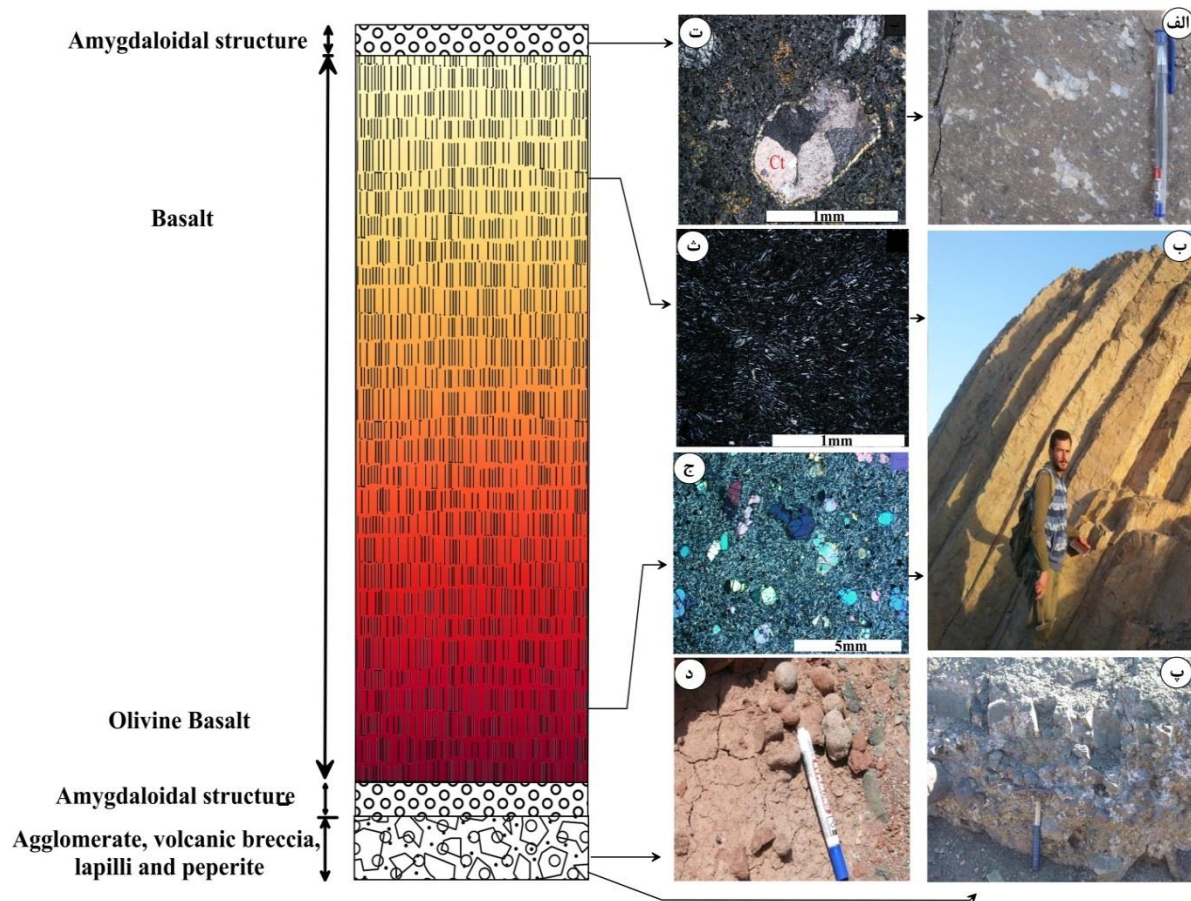 Amygdaloidal structure
Basalt
Olivine Basalt
Amygdaloidal structure
Agglomerate, volcanic breccia,
lapilli and peperite
ت
الف
Ct
1mm
ث
ب
1mm
ج
5mm
د
پ